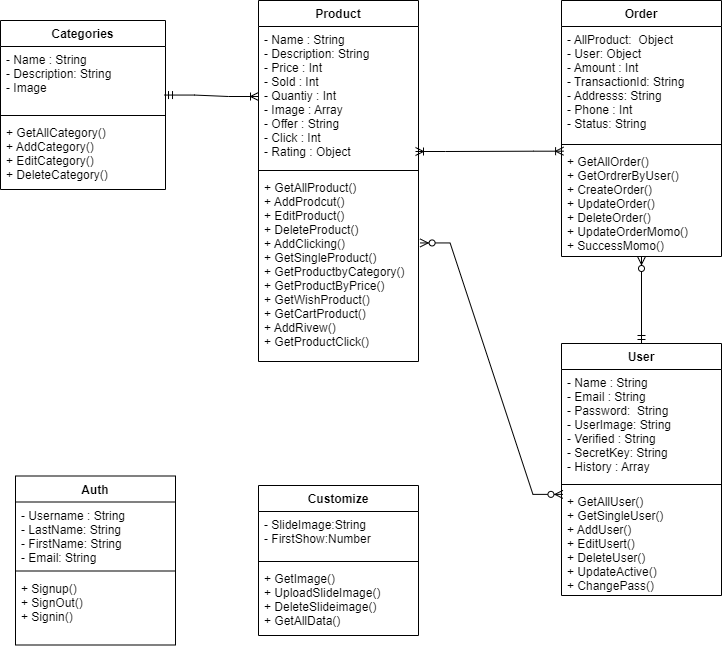 Categories
- Name : String
- Description: String
- Image
+ GetAllCategory()
+ AddCategory()
+ EditCategory()
+ DeleteCategory()
Product
- Name : String
- Description: String
- Price : Int
- Sold : Int
- Quantiy : Int
- Image : Array
- Offer : String
- Click : Int
- Rating : Object
+ GetAllProduct()
+ AddProdcut()
+ EditProduct()
+ DeleteProduct()
+ AddClicking()
+ GetSingleProduct()
+ GetProductbyCategory()
+ GetProductByPrice()
+ GetWishProduct()
+ GetCartProduct()
+ AddRivew()
+ GetProductClick()
Order
- AllProduct:  Object
- User: Object
- Amount : Int
- TransactionId: String
- Addresss: String
- Phone : Int
- Status: String
+ GetAllOrder()
+ GetOrdrerByUser()
+ CreateOrder()
+ UpdateOrder()
+ DeleteOrder()
+ UpdateOrderMomo()
+ SuccessMomo()
User
- Name : String
- Email : String
- Password:  String
- UserImage: String
- Verified : String
- SecretKey: String
- History : Array
+ GetAllUser()
+ GetSingleUser()
+ AddUser()
+ EditUsert()
+ DeleteUser()
+ UpdateActive()
+ ChangePass()
Auth
- Username : String
- LastName: String
- FirstName: String
- Email: String
+ Signup()
+ SignOut()
+ Signin()
Customize
- SlideImage:String
- FirstShow:Number
+ GetImage()
+ UploadSlideImage()
+ DeleteSlideimage()
+ GetAllData()